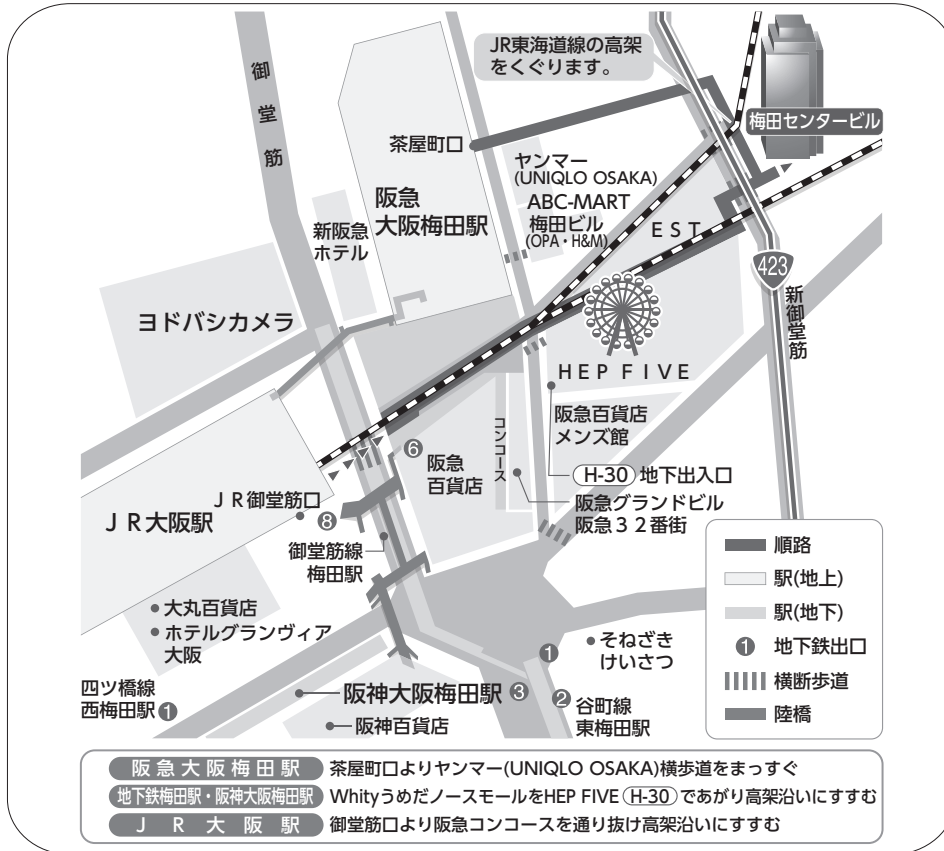 JR東海道線の高架
をくぐります。
御堂筋
梅田センタービル
茶屋町口
ヤンマー
(UNIQLO OSAKA)
ABC-MART
梅田ビル
(OPA・H&M)
阪急
大阪梅田駅
新阪急
ホテル
EST
423
新御堂筋
ヨドバシカメラ
HEP FIVE
阪急百貨店
メンズ館
コンコース
6
阪急
百貨店
H-30 地下出入口
阪急グランドビル
阪急32番街
JR御堂筋口
8
JR大阪駅
御堂筋線
梅田駅
大丸百貨店
ホテルグランヴィア
大阪
1
そねざき
けいさつ
四ツ橋線
西梅田駅 1
阪神大阪梅田駅 3
2 谷町線
東梅田駅
阪神百貨店
順路
駅(地上)
駅(地下)
1 地下鉄出口
横断歩道
陸橋
阪急大阪梅田駅 茶屋町口よりヤンマー(UNIQLO OSAKA)横歩道をまっすぐ
地下鉄梅田駅・阪神大阪梅田駅 WhityうめだノースモールをHEP FIVE H-30 であがり高架沿いにすすむ
JR大阪駅 御堂筋口より阪急コンコースを通り抜け高架沿いにすすむ